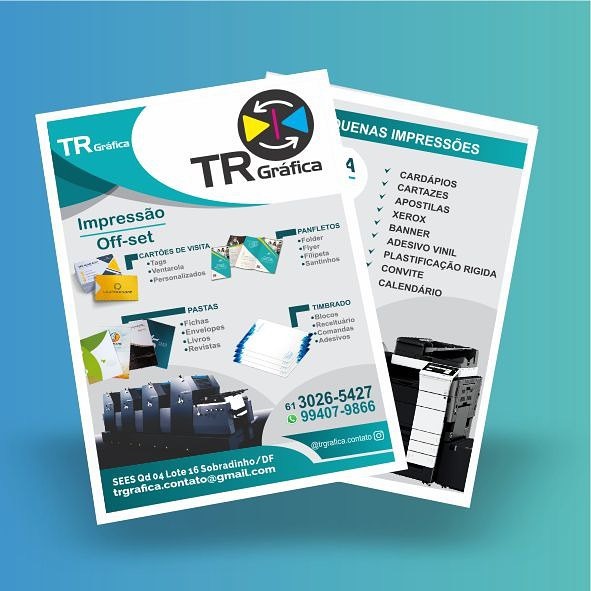 TR Gráfica
TR Gráfica
Impressão
Off-set
CARTÕES DE VISITA
•Tags
•Ventarola
•Personalizados
PANFLETOS
•Folder
•Flyer
•Filipeta
•Santinhos
PASTAS
•Fichas
•Envelopes
•Livros
•Revistas
TIMBRADO
•Blocos
•Receituário
•Comandas
•Adesivos
61 3026-5427
99407-9866
@trgrafica.contato
SEES Qd 04 Lote 16 Sobradinho / DF
trgrafica.contato@gmail.com
UENAS IMPRESSÕES
A
CARDÁPIOS
CARTAZES
APOSTILAS
XEROX
BANNER
ADESIVO VINIL
PLASTIFICAÇÃO RIGIDA
CONVITE
CALENDÁRIO